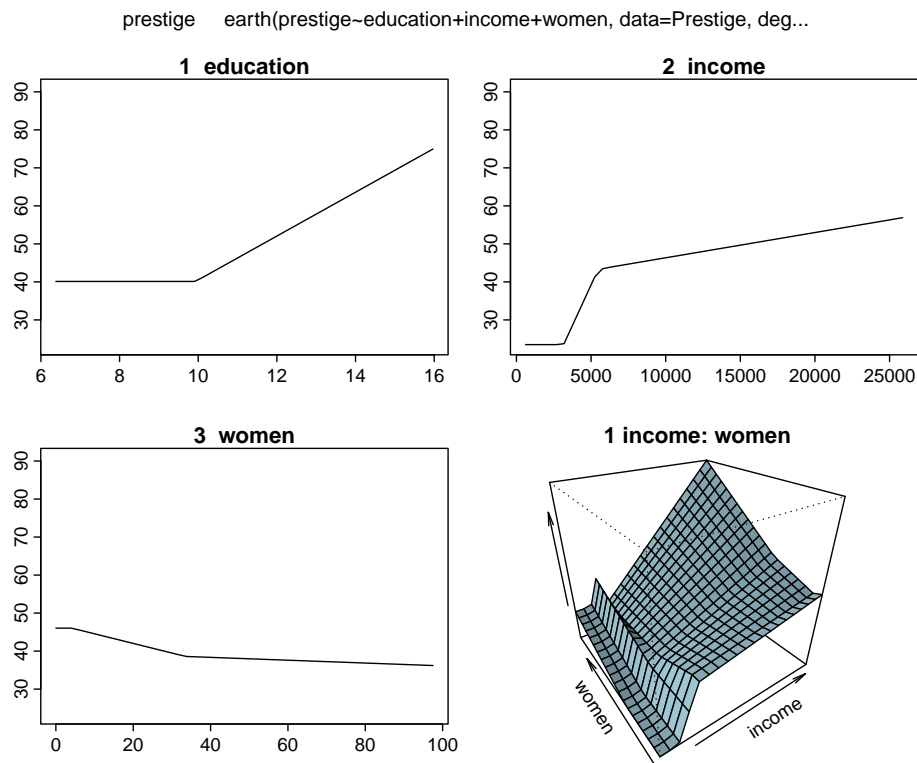 prestige earth(prestige~education+income+women, data=Prestige, deg...
1 education
90
80
70
60
50
40
30
6 8 10 12 14 16
2 income
90
80
70
60
50
40
30
0 5000 10000 15000 20000 25000
3 women
90
80
70
60
50
40
30
0 20 40 60 80 100
1 income: women
women
income